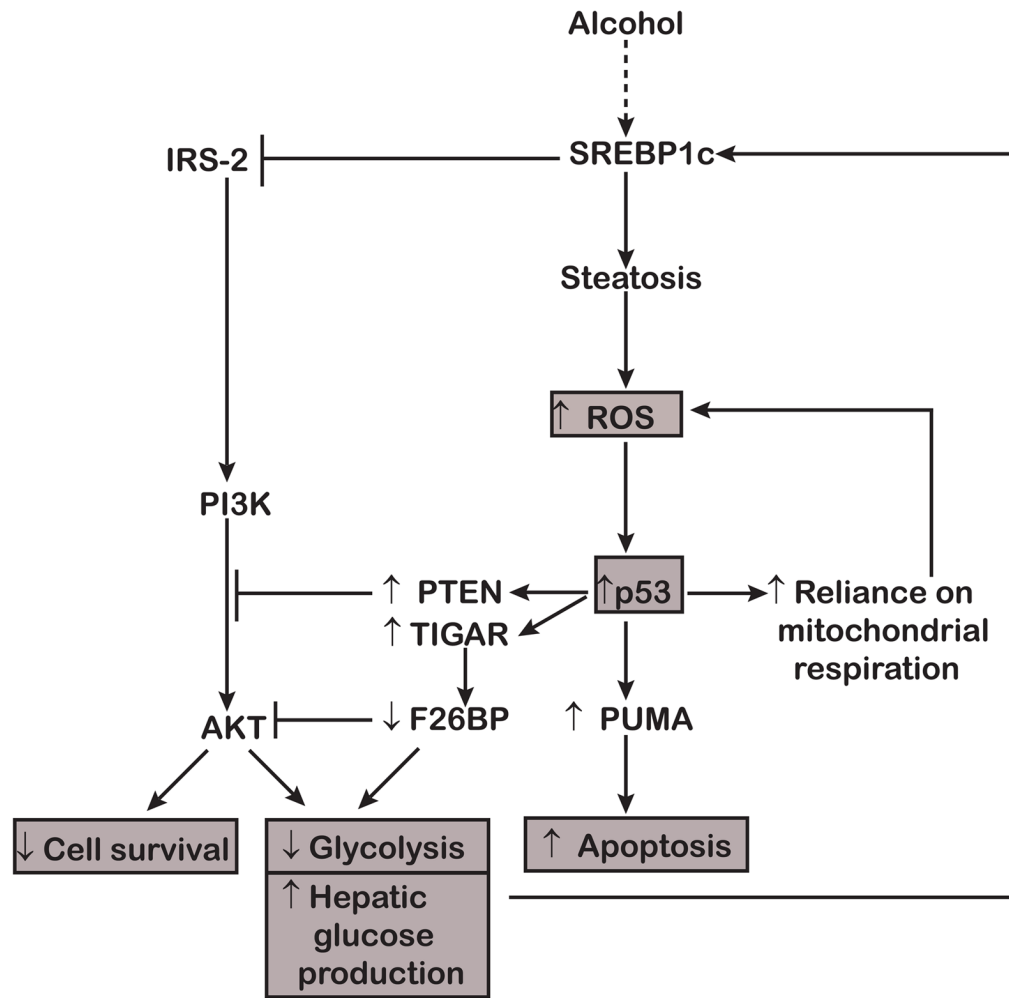 Alcohol
IRS-2
SREBP1c
Steatosis
↑ ROS
PI3K
↑ PTEN
↑p53
↑ Reliance on
mitochondrial
respiration
↑ TIGAR
AKT
↓ F26BP
↑ PUMA
↓ Cell survival
↓ Glycolysis
↑ Apoptosis
↑ Hepatic
glucose
production